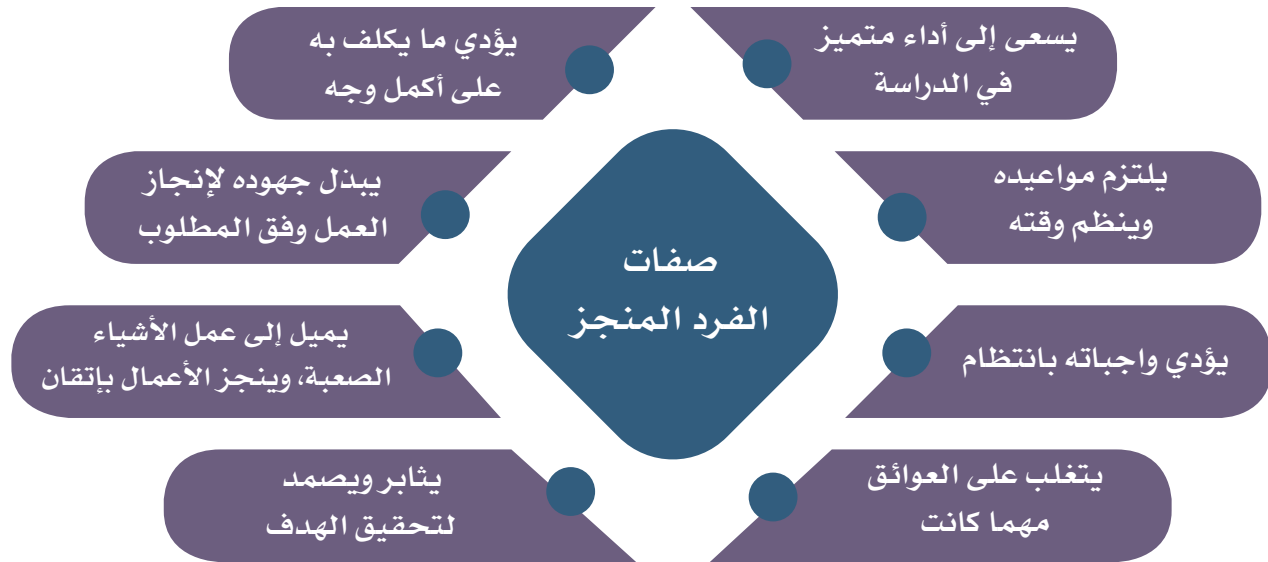 صفات
الفرد المنجز
يسعى إلى أداء متميز
في الدراسة
يلتزم مواعيده
وينظم وقته
يؤدي واجباته بانتظام
يتغلب على العوائق
مهما كانت
يؤدي ما يكلف به
على أكمل وجه
يبذل جهوده لإنجاز
العمل وفق المطلوب
يميل إلى عمل الأشياء
الصعبة، وينجز الأعمال بإتقان
يثابر ويصمد
لتحقيق الهدف